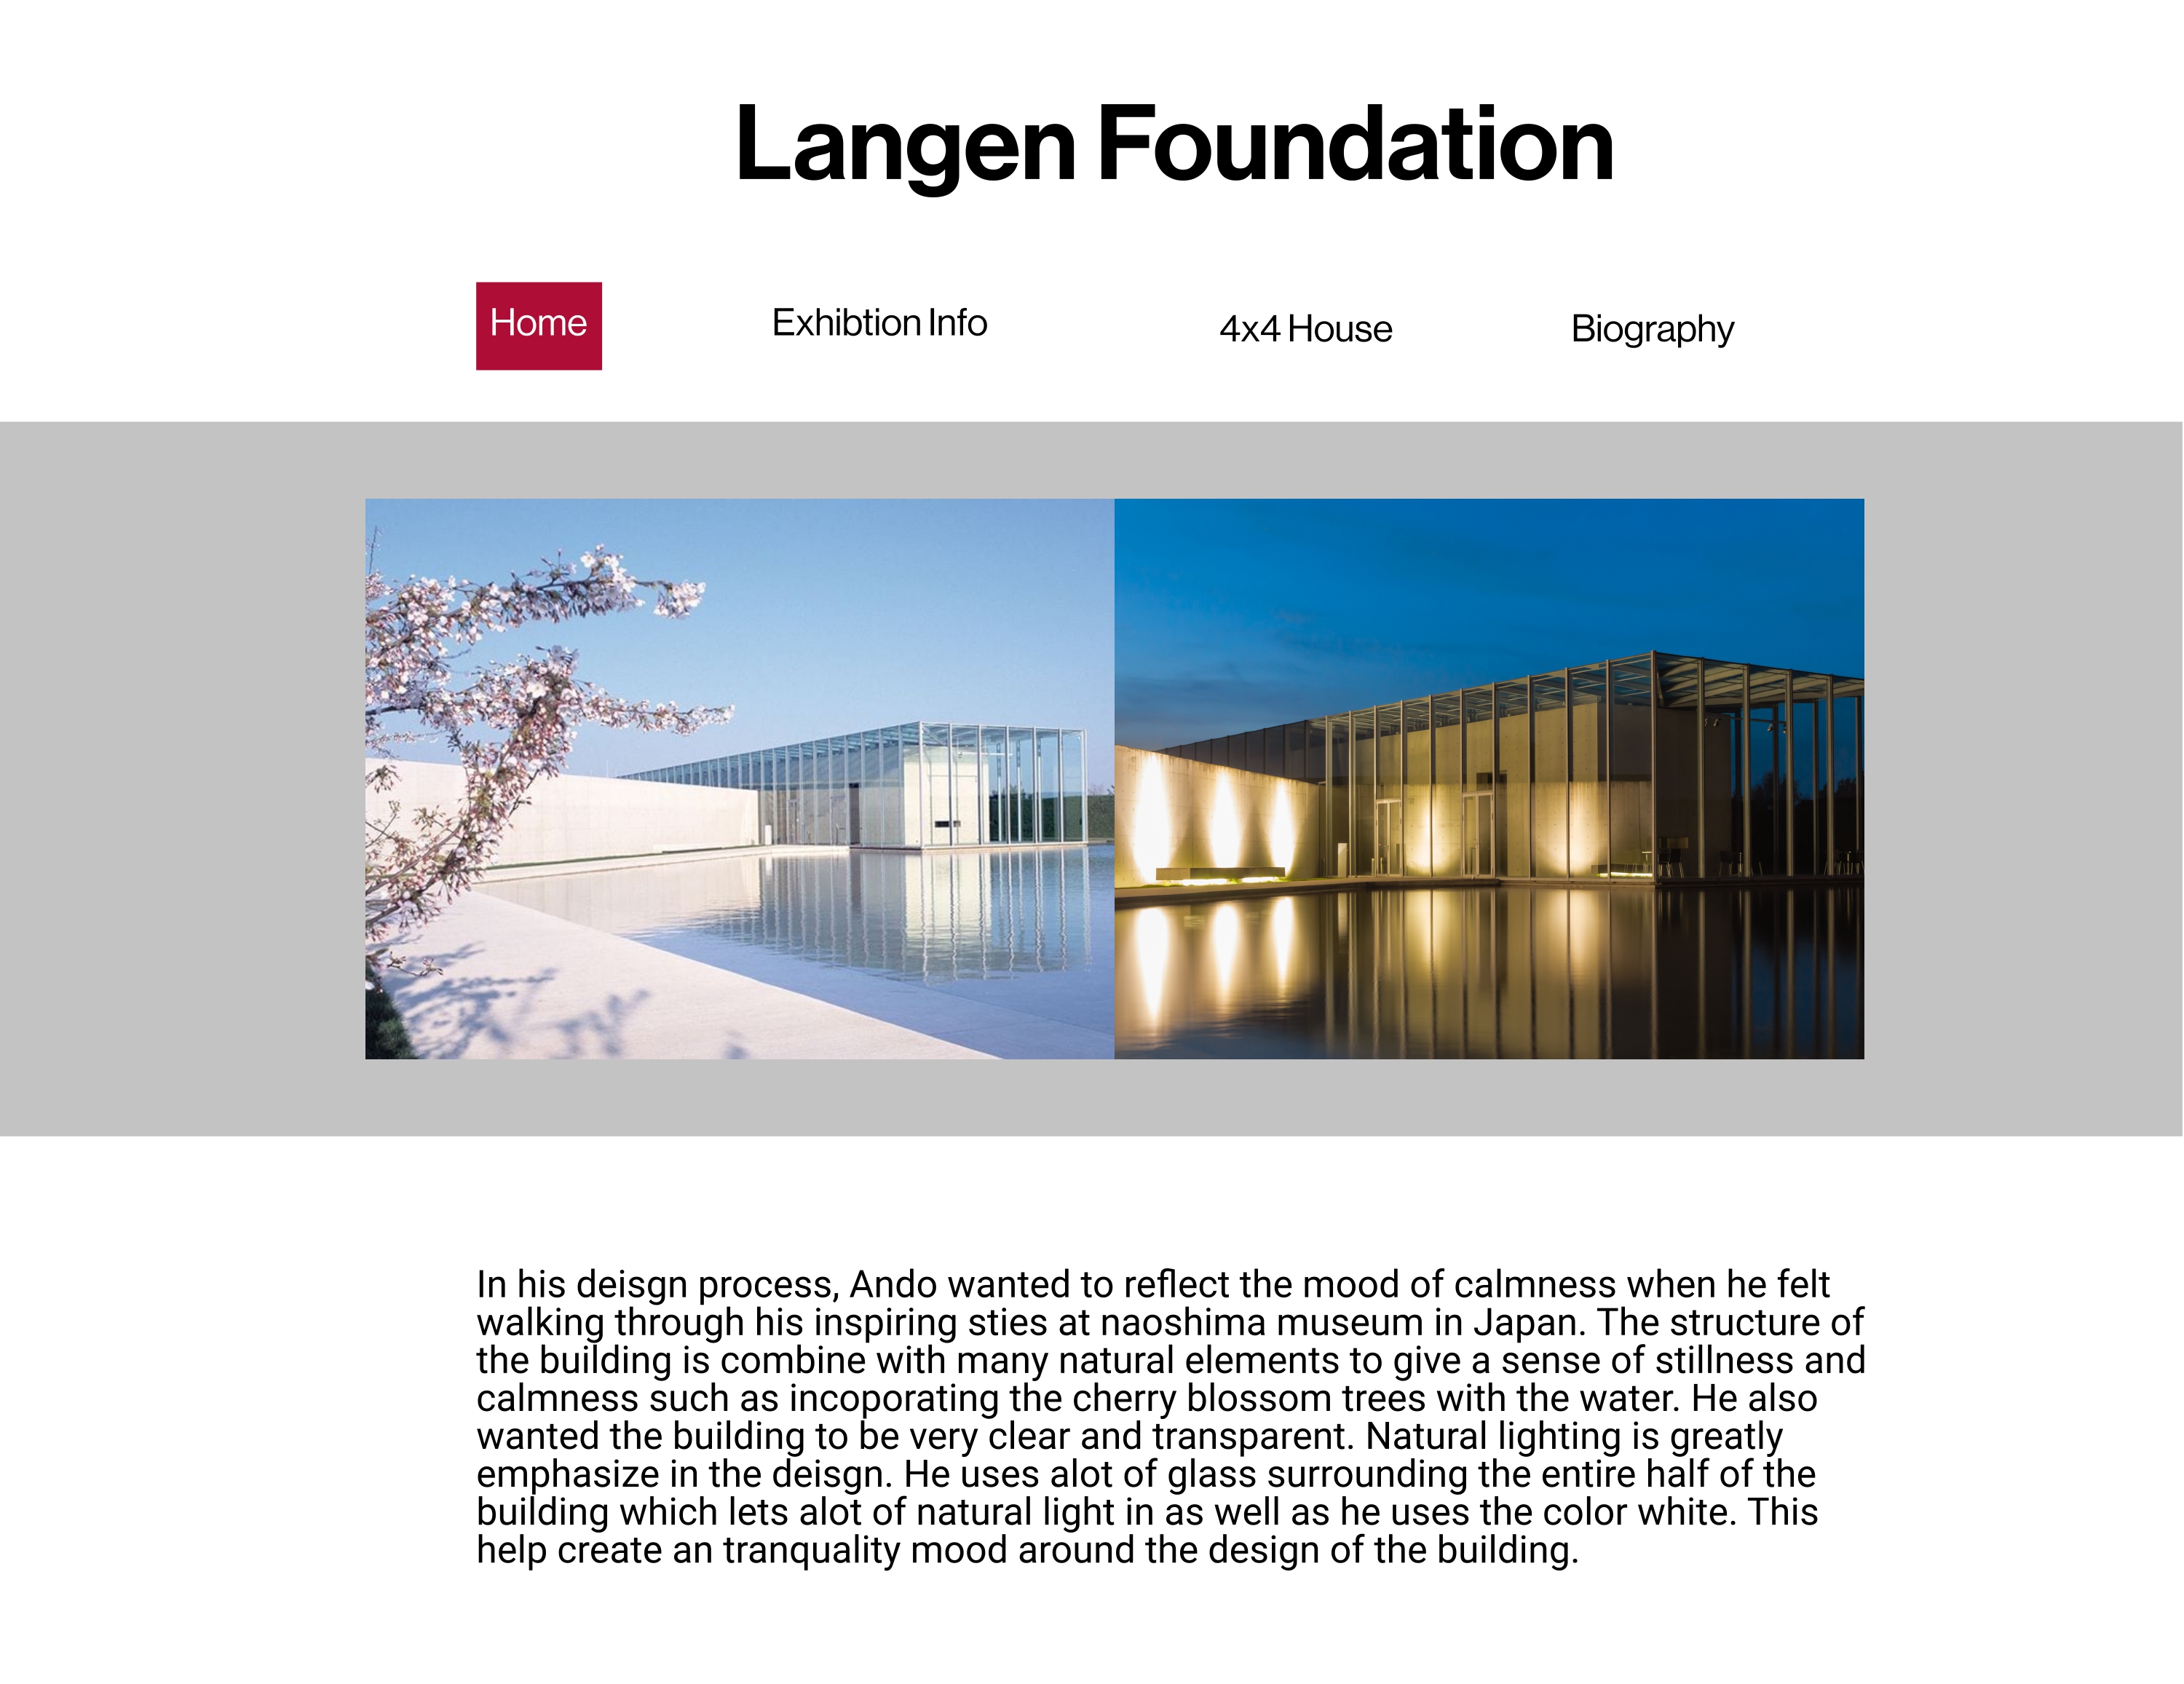 Langen Foundation
Home
Exhibtion Info
4x4 House
Biography
In his deisgn process, Ando wanted to reflect the mood of calmness when he felt
walking through his inspiring sties at naoshima museum in Japan. The structure of
the building is combine with many natural elements to give a sense of stillness and
calmness such as incoporating the cherry blossom trees with the water. He also
wanted the building to be very clear and transparent. Natural lighting is greatly
emphasize in the deisgn. He uses alot of glass surrounding the entire half of the
building which lets alot of natural light in as well as he uses the color white. This
help create an tranquality mood around the design of the building.